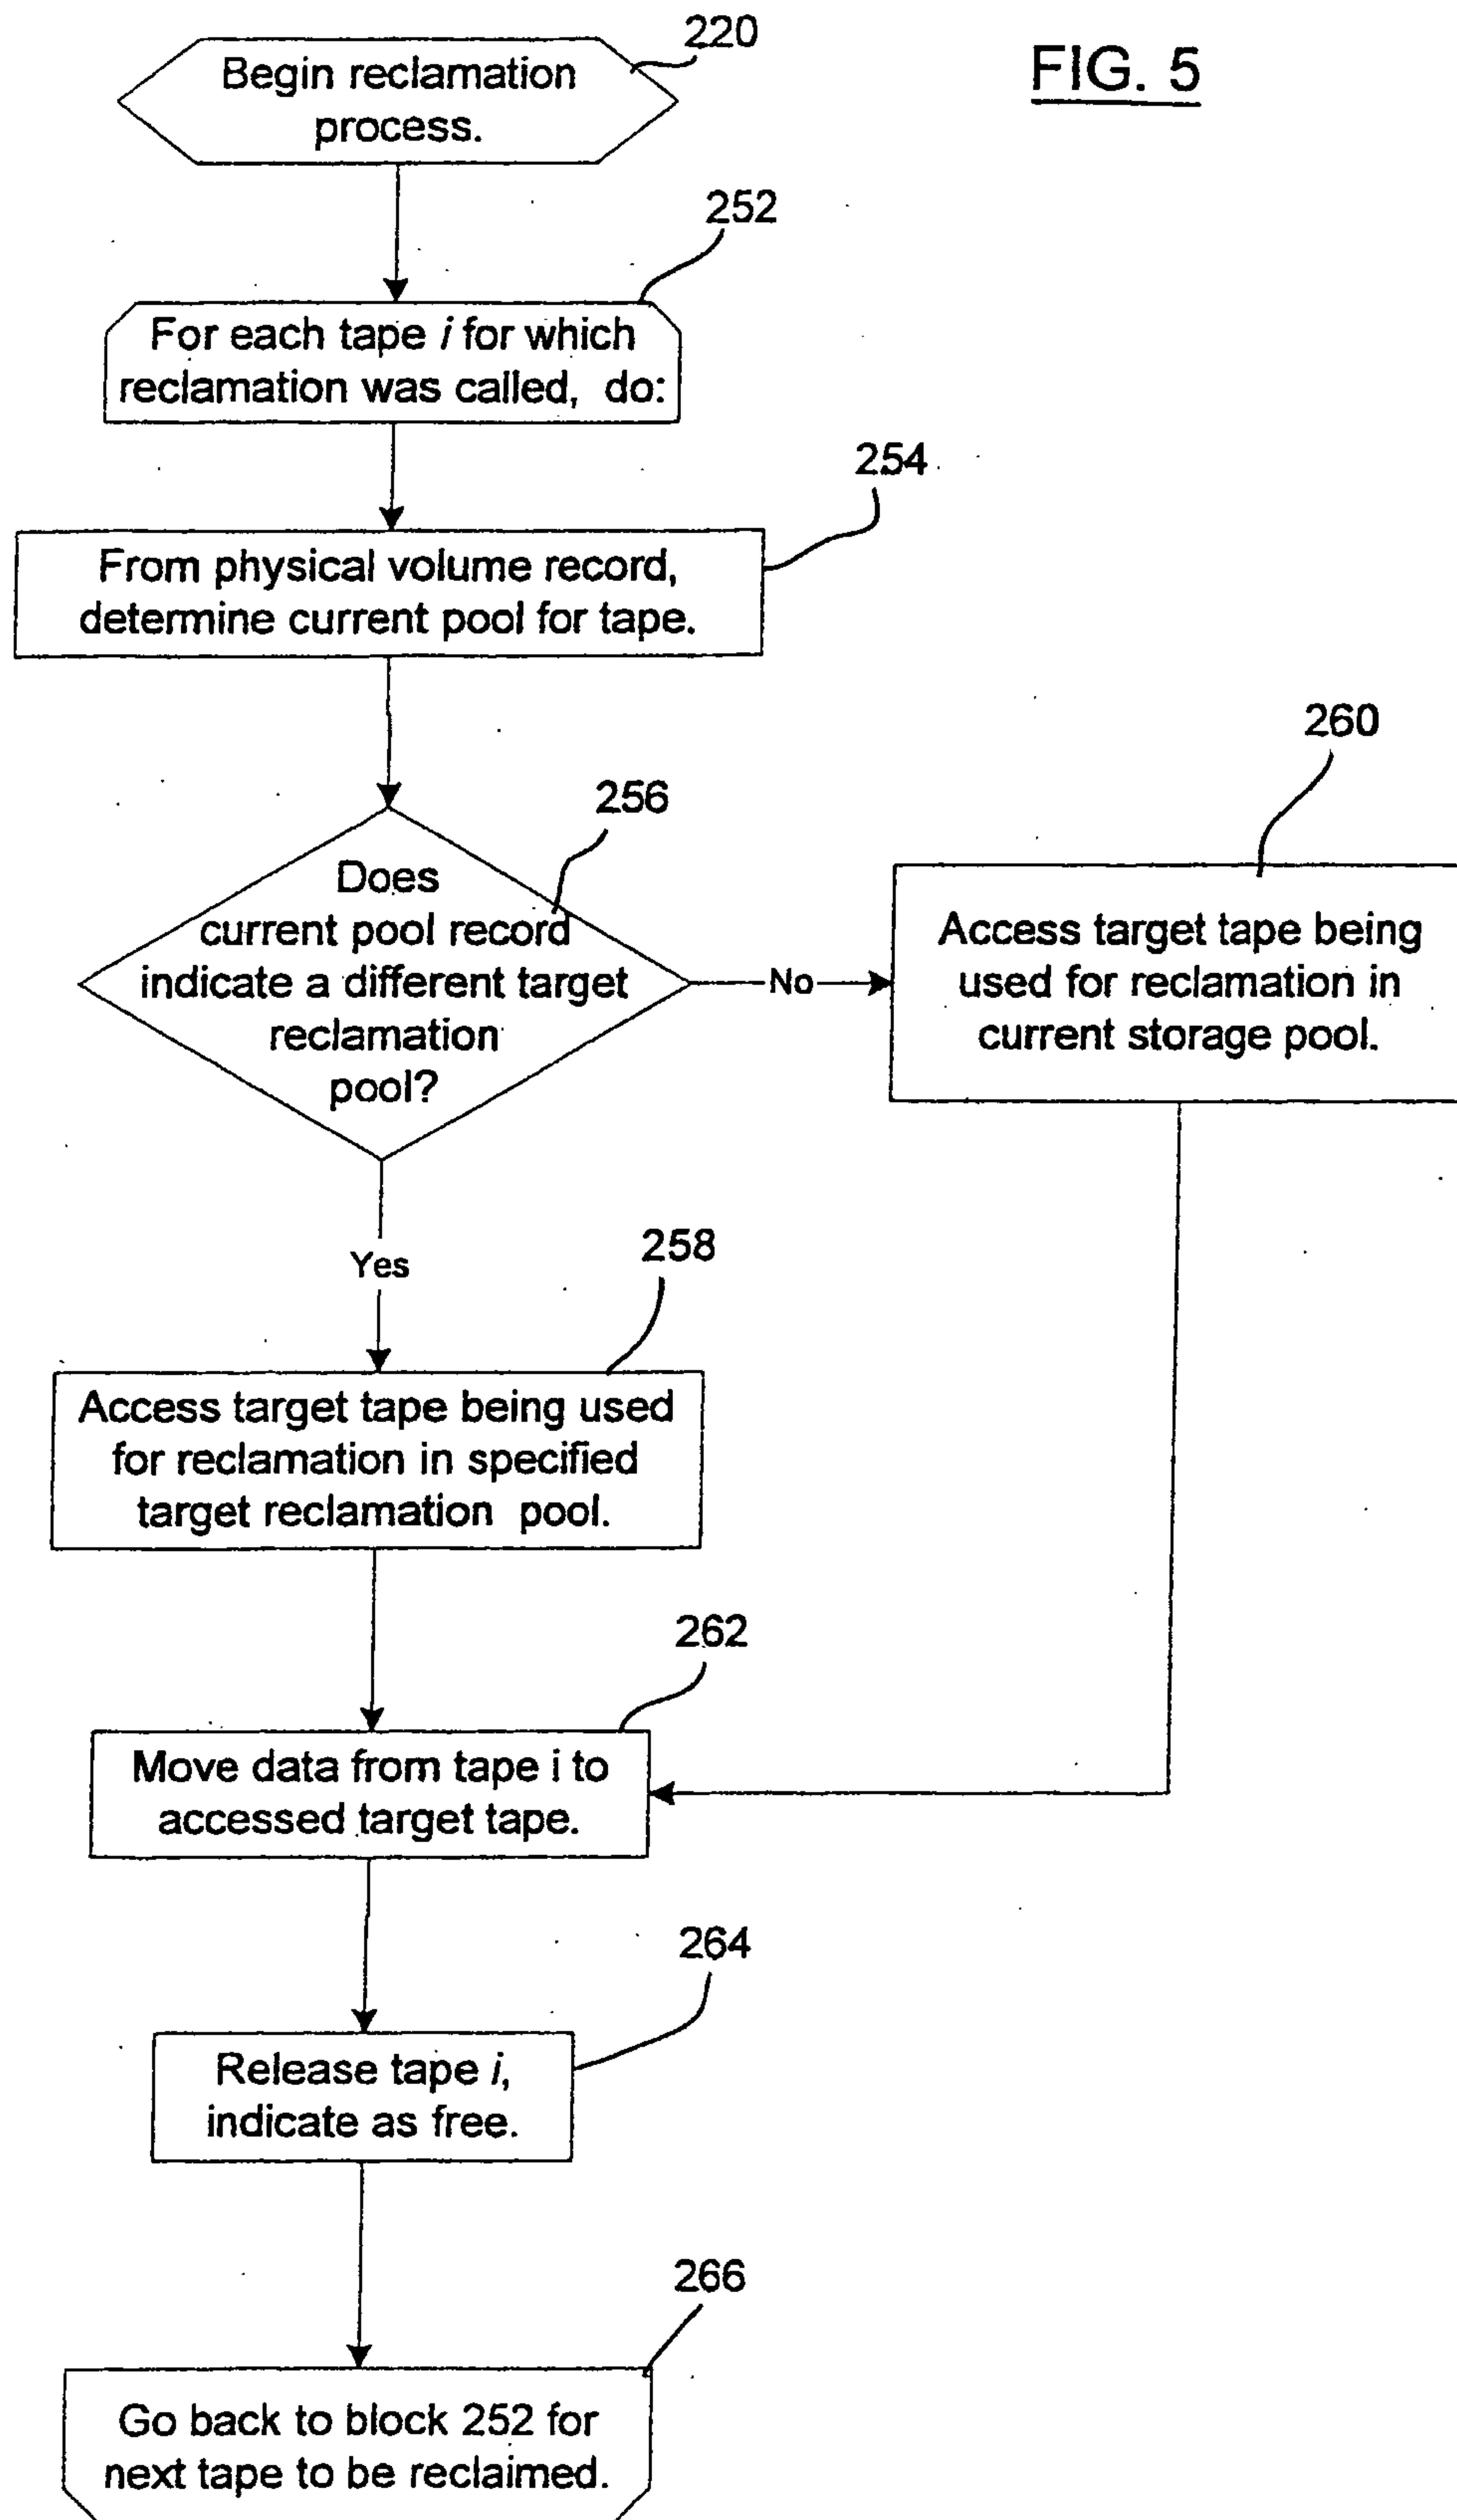 220
FIG. 5
Begin reclamation
process.
252
For each tape i for which
reclamation was called, do:
254
From physical volume record,
determine current pool for tape.
256
Does
current pool record
indicate a different target
reclamation
pool?
No
260
Access target tape being
used for reclamation in
current storage pool.
Yes
258
Access target tape being used
for reclamation in specified
target reclamation pool.
262
Move data from tape i to
accessed target tape.
264
Release tape i,
indicate as free.
266
Go back to block 252 for
next tape to be reclaimed.